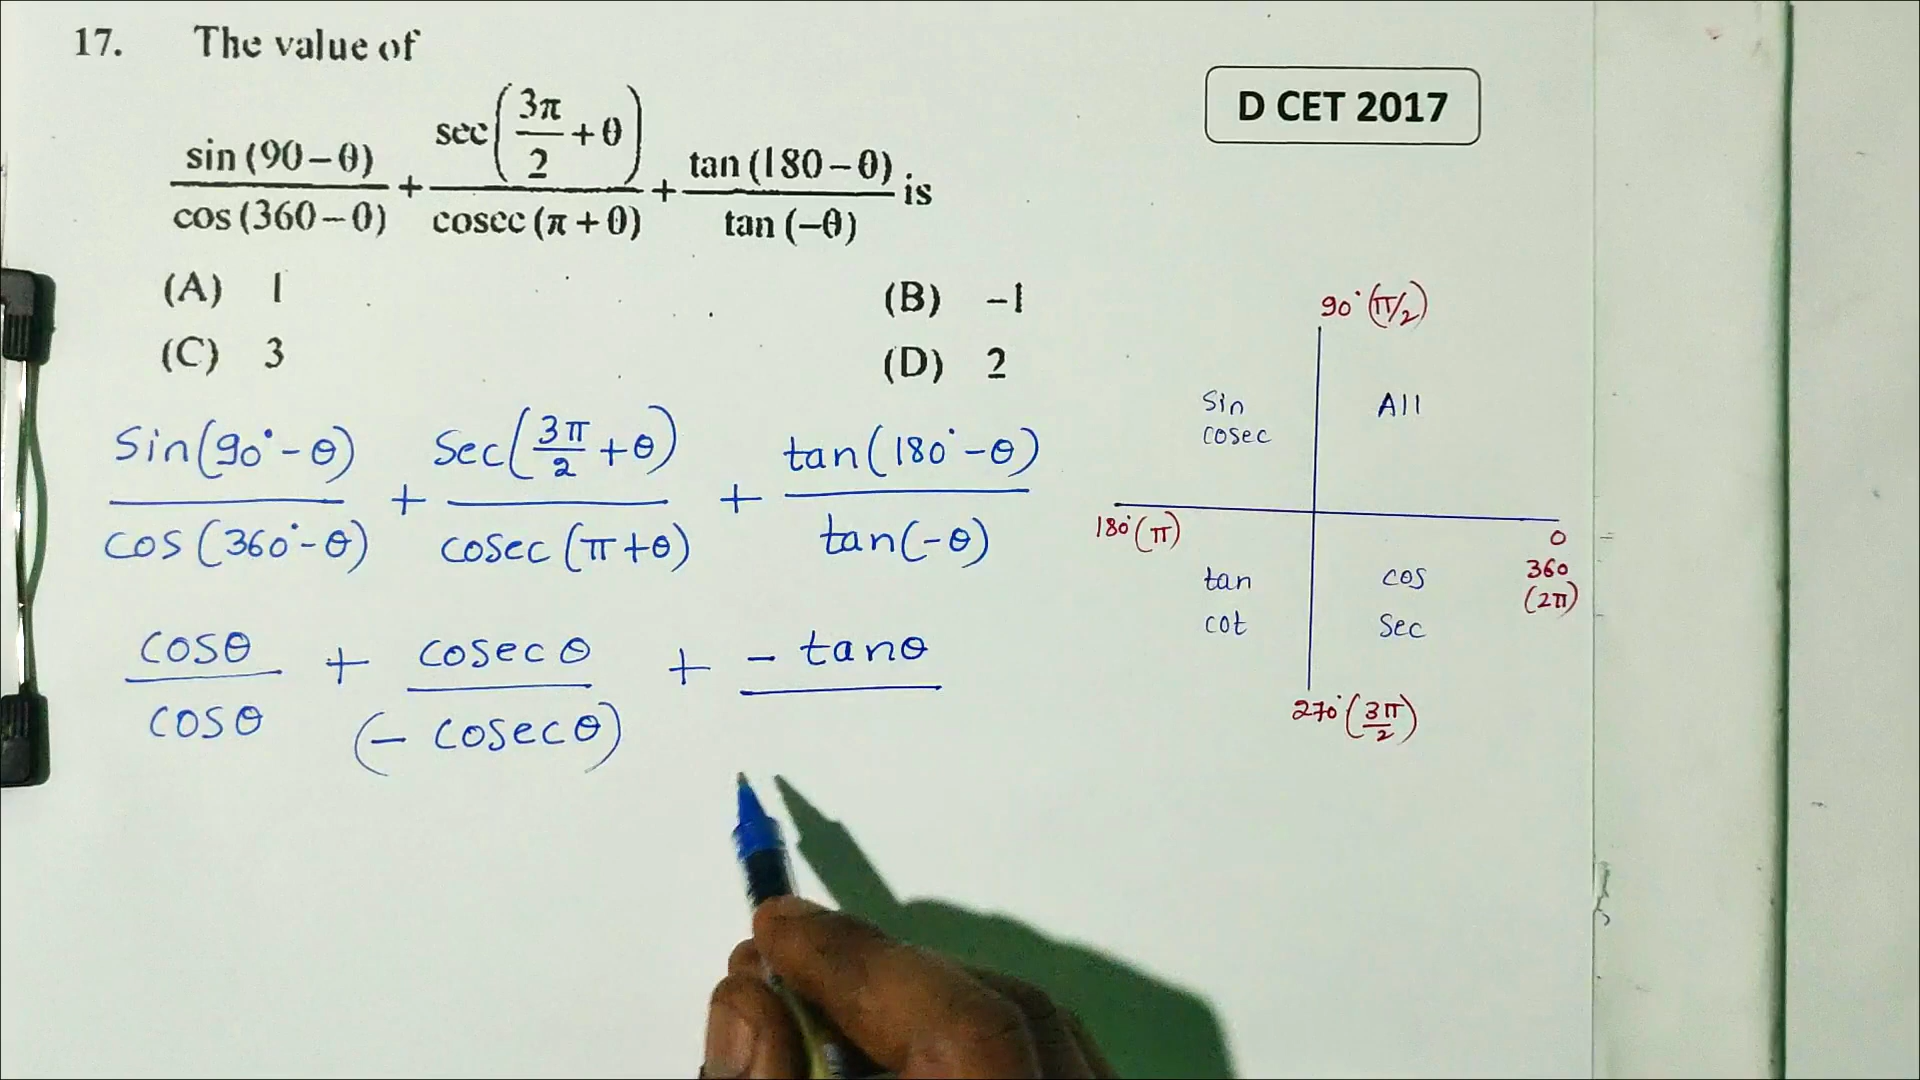 17. The value of
sin (90 – θ) / cos (360 – θ) + sec (3π/2 + θ) / cosec (π + θ) + tan (180 – θ) / tan (–θ) is
(A) 1
(B) –1
(C) 3
(D) 2
D CET 2017
Sin(90° - θ) / cos(360° - θ) + Sec(3π/2 + θ) / cosec(π + θ) + tan(180° - θ) / tan(-θ)
cosθ / cosθ + cosecθ / (- cosecθ) + - tanθ
90° (π/2)
Sin
cosec
All
180° (π)
0
360
(2π)
tan
cot
cos
Sec
270° (3π/2)